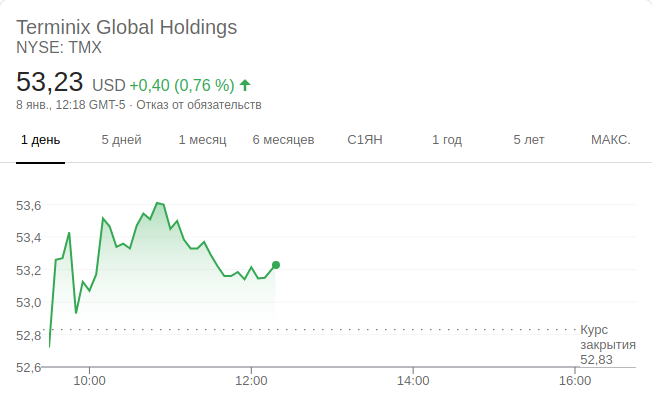 Terminix Global Holdings
NYSE: TMX
53,23 USD +0,40 (0,76 %)
8 янв., 12:18 GMT-5 · Отказ от обязательств
1 день 5 дней 1 месяц 6 месяцев С1ЯН 1 год 5 лет МАКС.
53,6
53,4
53,2
53,0
52,8
52,6
Курс
закрытия
52,83
10:00 12:00 14:00 16:00